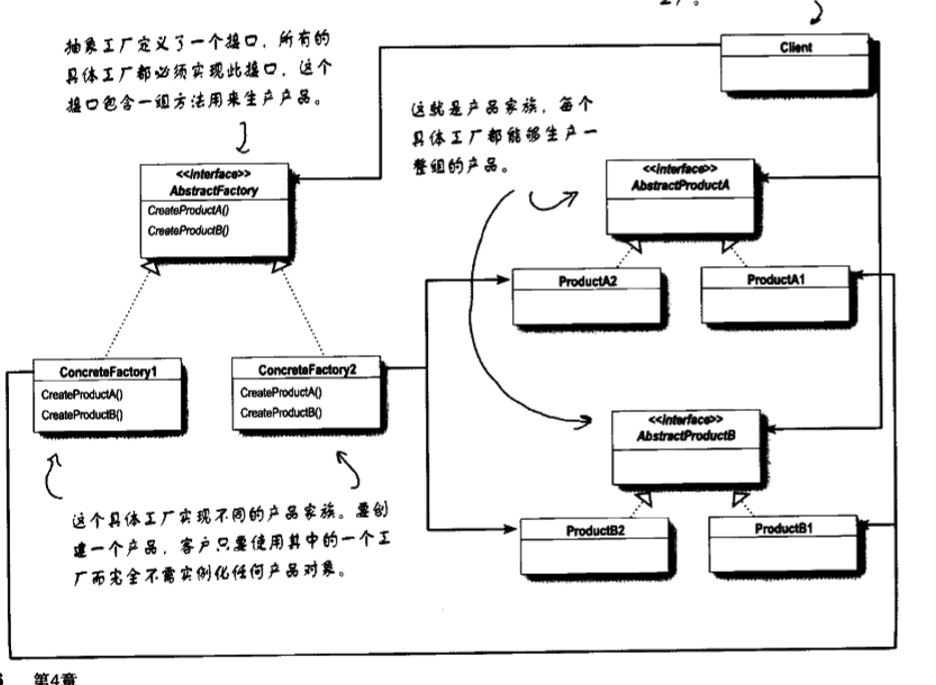 工厂。
抽象工厂定义了一个接口，所有的
具体工厂都必须实现此接口，这个
接口包含一组方法用来生产产品。
Client
这就是产品家族，每个
具体工厂都能够生产一
整组的产品。
<<interface>>
AbstractFactory
CreateProductA()
CreateProductB()
<<interface>>
AbstractProductA
ProductA2
ProductA1
ConcreteFactory1
CreateProductA()
CreateProductB()
ConcreteFactory2
CreateProductA()
CreateProductB()
<<interface>>
AbstractProductB
ProductB2
ProductB1
这个具体工厂实现不同的产品家族。要创
建一个产品，客户只要使用其中的一个工
厂而完全不需实例化任何产品对象。
第4章